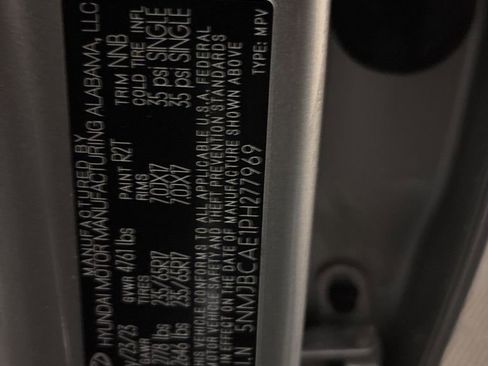 MANUFACTURED BY
HYUNDAI MOTOR MANUFACTURING ALABAMA, LLC
/23/23 GVWR 4761 lbs PAINT R2T TRIM NNB
GAWR TIRES RIMS COLD TIRE INFL
2778 lbs 235/65R17 7.0JX17 35 psi SINGLE
2646 lbs 235/65R17 7.0JX17 35 psi SINGLE
VEHICLE CONFORMS TO ALL APPLICABLE U.S.A. FEDERAL
MOTOR VEHICLE SAFETY AND THEFT PREVENTION STANDARDS
IN EFFECT ON THE DATE OF MANUFACTURE SHOWN ABOVE
I.N 5NMJBCAE1PH277969 TYPE: MPV